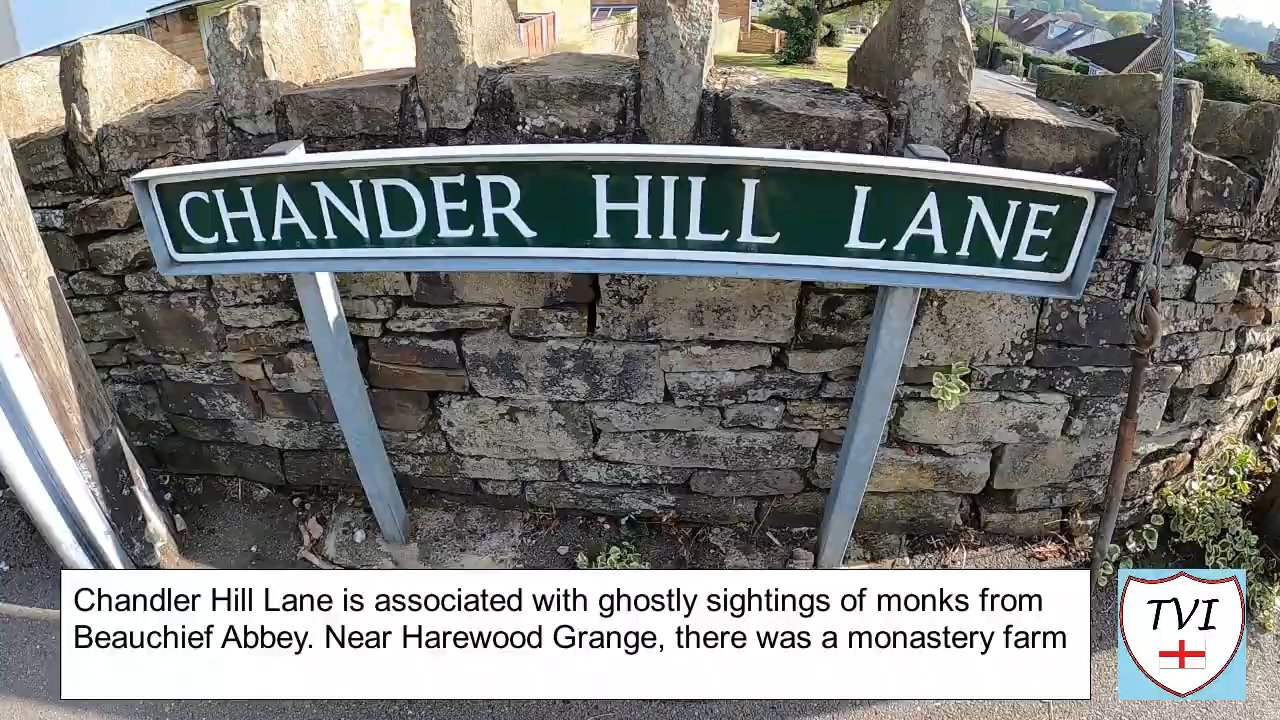 CHANDER HILL LANE
Chandler Hill Lane is associated with ghostly sightings of monks from
Beauchief Abbey. Near Harewood Grange, there was a monastery farm
TVI